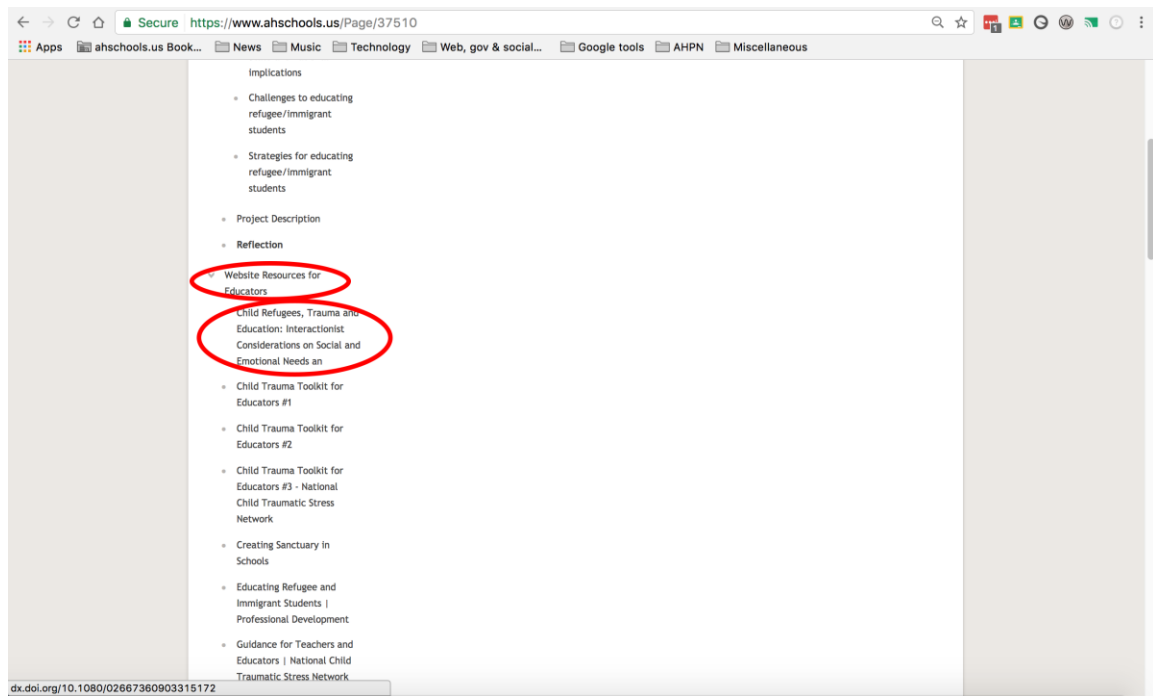 Secure https://www.ahschools.us/Page/37510
Apps ahschools.us Book... News Music Technology Web, gov & social... Google tools AHPN Miscellaneous
implications
Challenges to educating
refugee/immigrant
students
Strategies for educating
refugee/immigrant
students
Project Description
Reflection
Website Resources for
Educators
Child Refugees, Trauma and
Education: Interactionist
Considerations on Social and
Emotional Needs an
Child Trauma Toolkit for
Educators #1
Child Trauma Toolkit for
Educators #2
Child Trauma Toolkit for
Educators #3 - National
Child Traumatic Stress
Network
Creating Sanctuary in
Schools
Educating Refugee and
Immigrant Students |
Professional Development
Guidance for Teachers and
Educators | National Child
Traumatic Stress Network
dx.doi.org/10.1080/02667360903315172